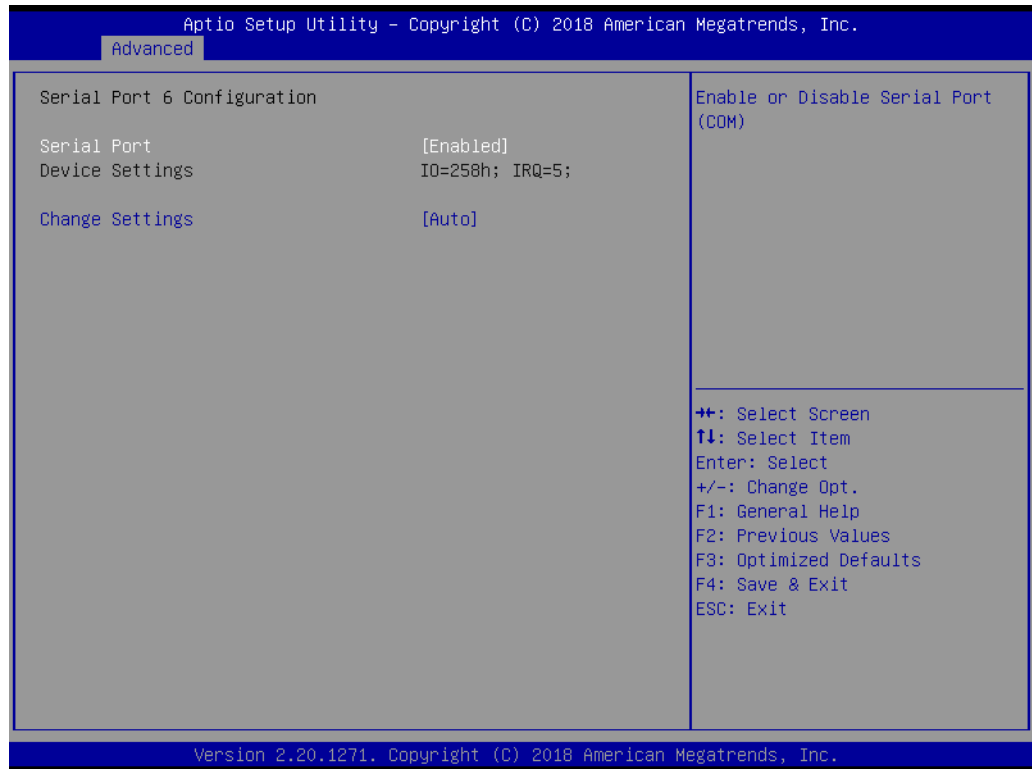 Aptio Setup Utility – Copyright (C) 2018 American Megatrends, Inc.
Advanced
Serial Port 6 Configuration
Serial Port [Enabled]
Device Settings IO=258h; IRQ=5;
Change Settings [Auto]
Enable or Disable Serial Port
(COM)
→←: Select Screen
↑↓: Select Item
Enter: Select
+/-: Change Opt.
F1: General Help
F2: Previous Values
F3: Optimized Defaults
F4: Save & Exit
ESC: Exit
Version 2.20.1271. Copyright (C) 2018 American Megatrends, Inc.